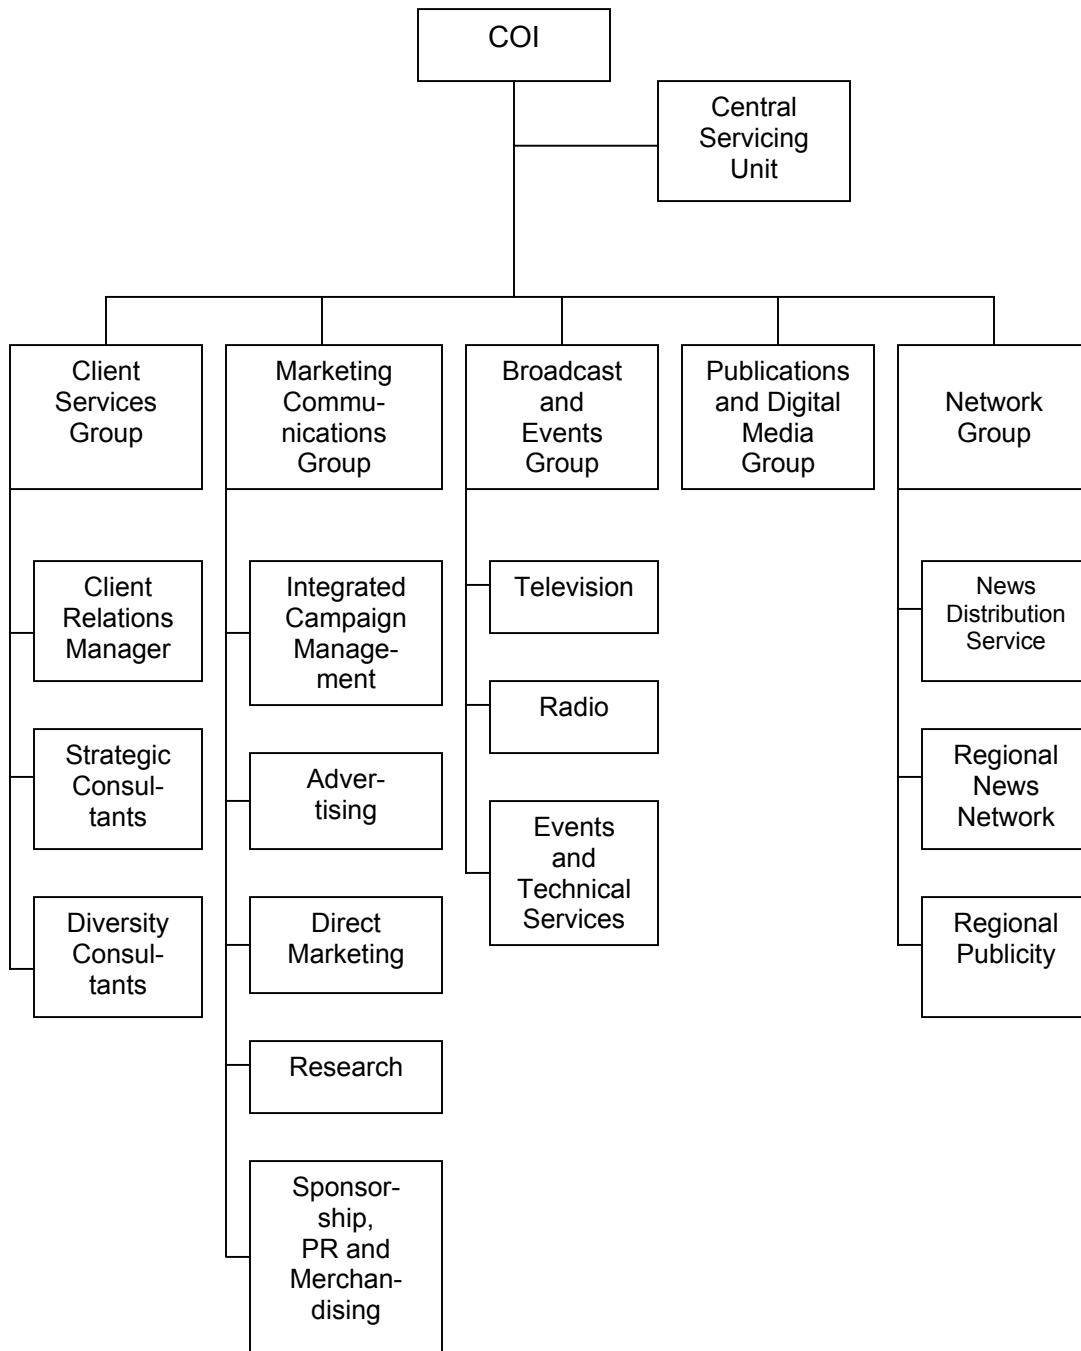 COI
Central
Servicing
Unit
Client
Services
Group
Marketing
Commu-
nications
Group
Broadcast
and
Events
Group
Publications
and Digital
Media
Group
Network
Group
Client
Relations
Manager
Strategic
Consul-
tants
Diversity
Consul-
tants
Integrated
Campaign
Manage-
ment
Adver-
tising
Direct
Marketing
Research
Sponsor-
ship,
PR and
Merchan-
dising
Television
Radio
Events
and
Technical
Services
News
Distribution
Service
Regional
News
Network
Regional
Publicity